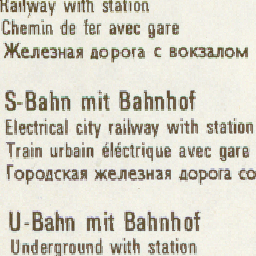 Railway with station
Chemin de fer avec gare
Железная дорога с вокзалом
S-Bahn mit Bahnhof
Electrical city railway with station
Train urbain éléctrique avec gare
Городская железная дорога со
U-Bahn mit Bahnhof
Underground with station